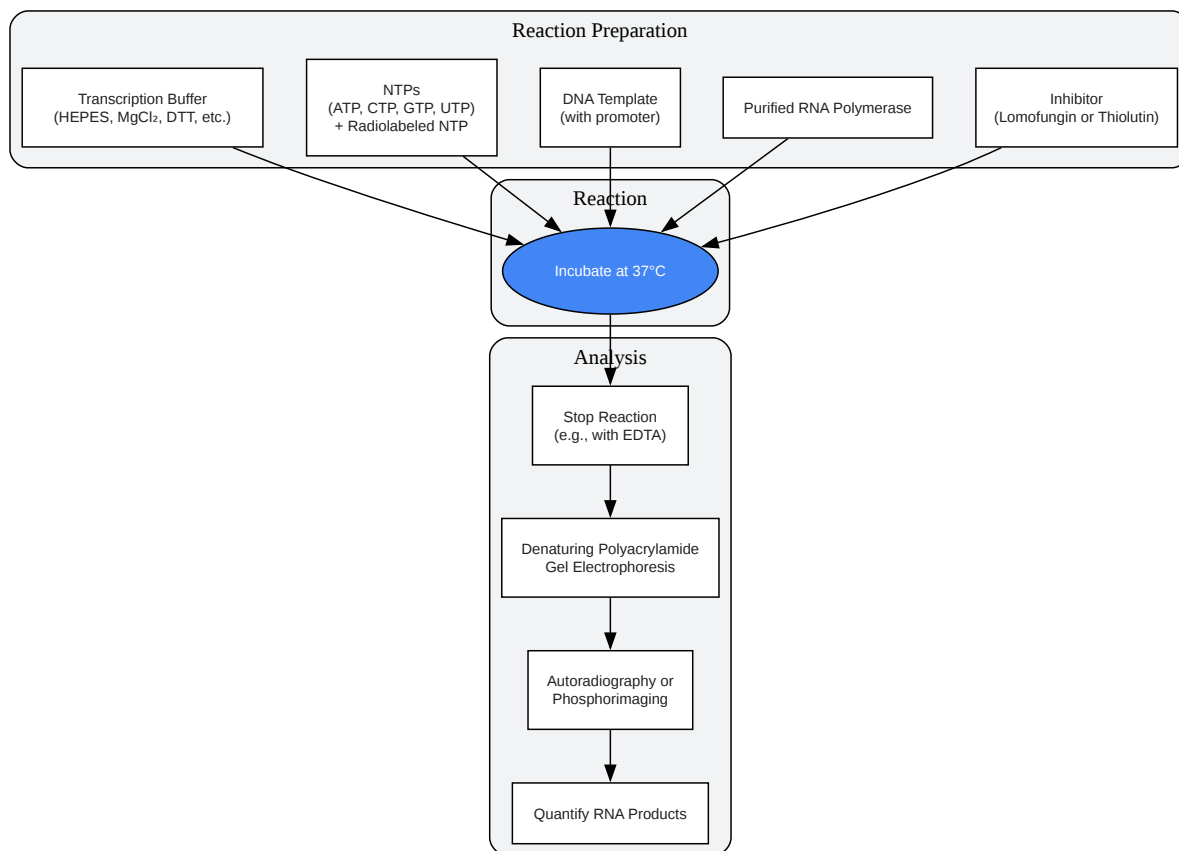 Reaction Preparation
Transcription Buffer
(HEPES, MgCl₂, DTT, etc.)
NTPs
(ATP, CTP, GTP, UTP)
+ Radiolabeled NTP
DNA Template
(with promoter)
Purified RNA Polymerase
Inhibitor
(Lomofungin or Thiolutin)
Reaction
Incubate at 37°C
Analysis
Stop Reaction
(e.g., with EDTA)
Denaturing Polyacrylamide
Gel Electrophoresis
Autoradiography or
Phosphorimaging
Quantify RNA Products